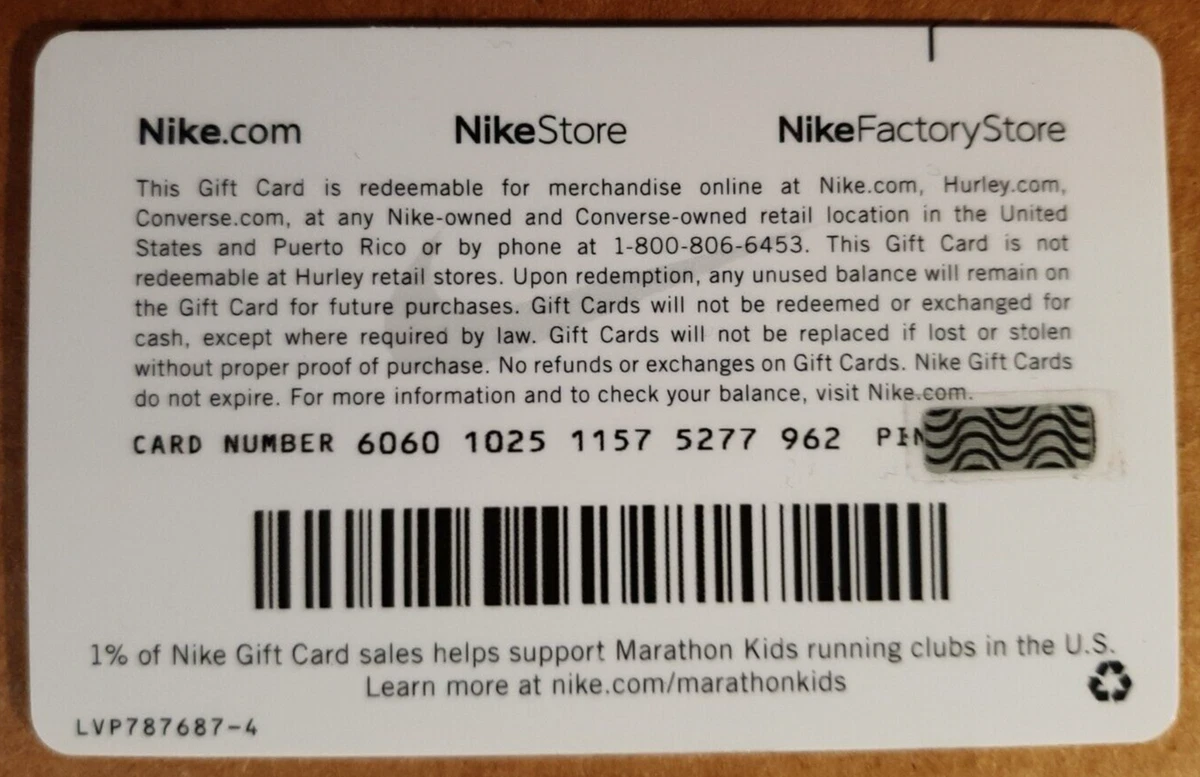 Nike.com NikeStore NikeFactoryStore
This Gift Card is redeemable for merchandise online at Nike.com, Hurley.com,
Converse.com, at any Nike-owned and Converse-owned retail location in the United
States and Puerto Rico or by phone at 1-800-806-6453. This Gift Card is not
redeemable at Hurley retail stores. Upon redemption, any unused balance will remain on
the Gift Card for future purchases. Gift Cards will not be redeemed or exchanged for
cash, except where required by law. Gift Cards will not be replaced if lost or stolen
without proper proof of purchase. No refunds or exchanges on Gift Cards. Nike Gift Cards
do not expire. For more information and to check your balance, visit Nike.com.
CARD NUMBER 6060 1025 1157 5277 962 PIN
1% of Nike Gift Card sales helps support Marathon Kids running clubs in the U.S.
Learn more at nike.com/marathonkids
LVP787687-4